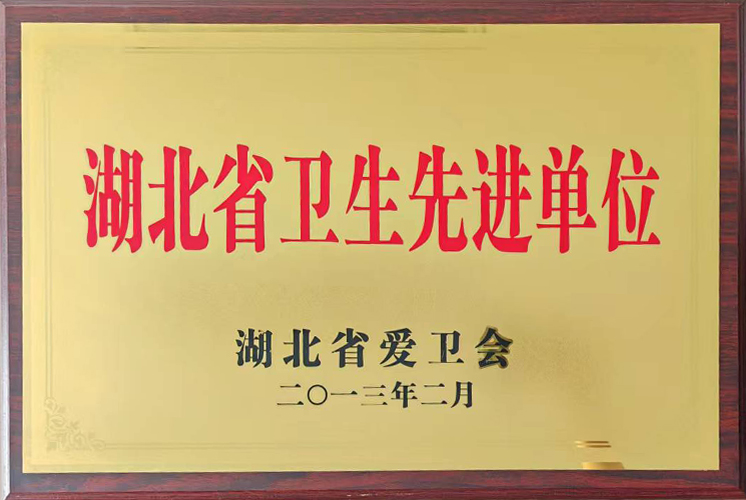 湖北省卫生先进单位
湖北省爱卫会
二〇一三年二月